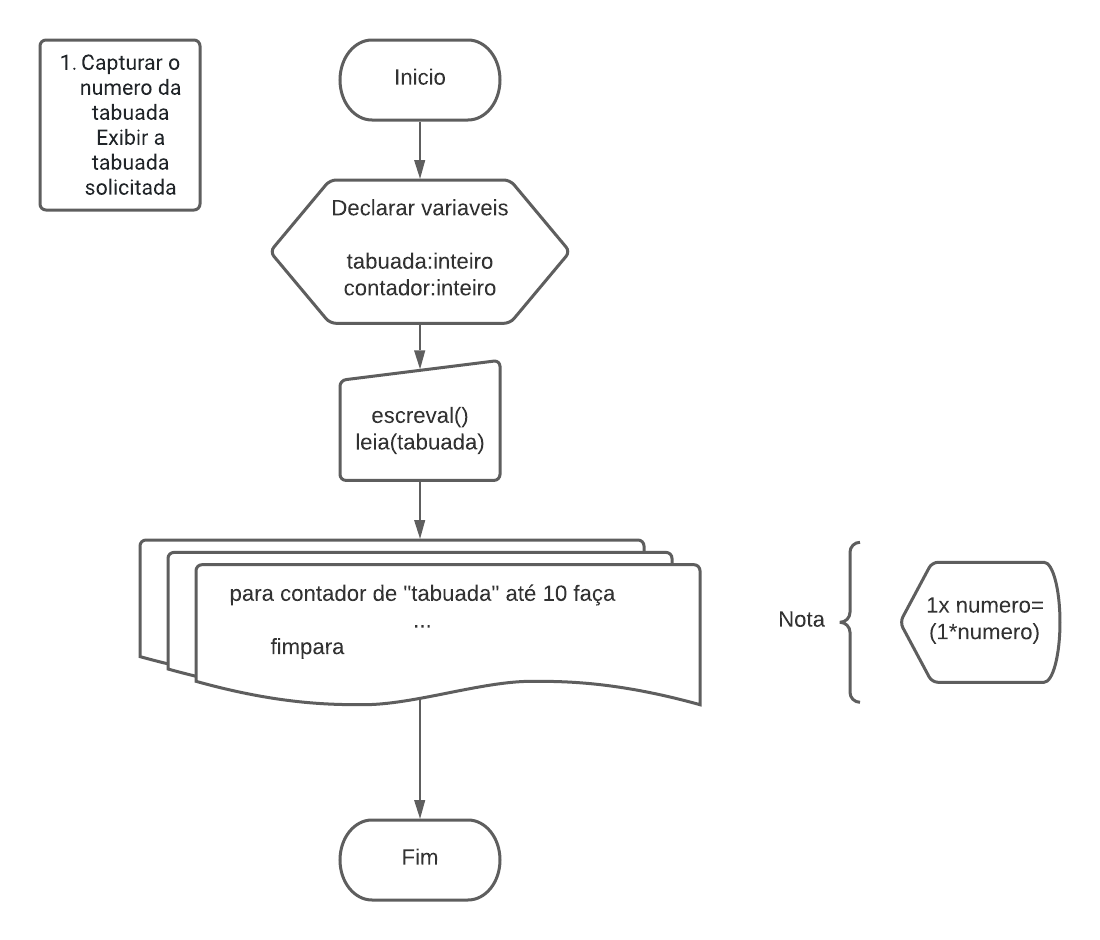 1. Capturar o
numero da
tabuada
Exibir a
tabuada
solicitada
Inicio
Declarar variaveis
tabuada:inteiro
contador:inteiro
escreval()
leia(tabuada)
para contador de "tabuada" até 10 faça
...
fimpara
Nota
1x numero=
(1*numero)
Fim